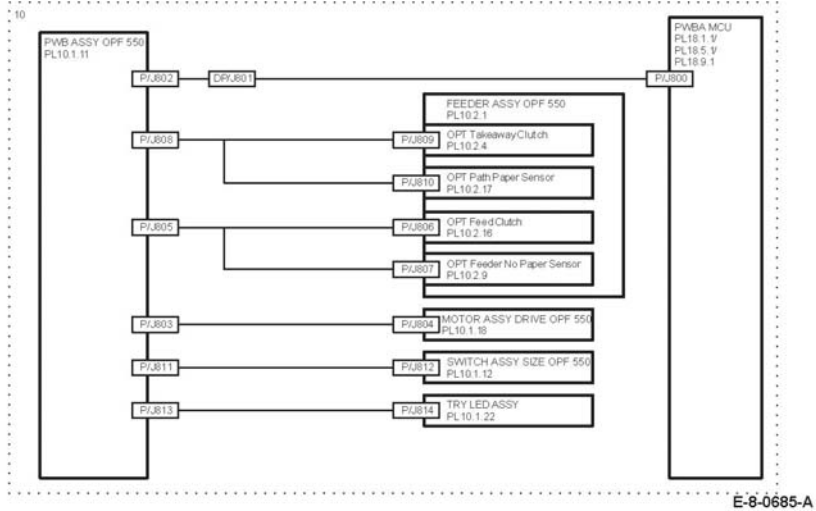 10
PWB ASSY OPF 550
PL10.1.11
PWBA MCU
PL18.1.1/
PL18.5.1/
PL18.9.1
P/J802
DP/J801
P/J800
FEEDER ASSY OPF 550
PL10.2.1
P/J808
P/J809
OPT Takeaway Clutch
PL10.2.4
P/J810
OPT Path Paper Sensor
PL10.2.17
P/J805
P/J806
OPT Feed Clutch
PL10.2.16
P/J807
OPT Feeder No Paper Sensor
PL10.2.9
P/J803
P/J804
MOTOR ASSY DRIVE OPF 550
PL10.1.18
P/J811
P/J812
SWITCH ASSY SIZE OPF 550
PL10.1.12
P/J813
P/J814
TRY LED ASSY
PL10.1.22
E-8-0685-A